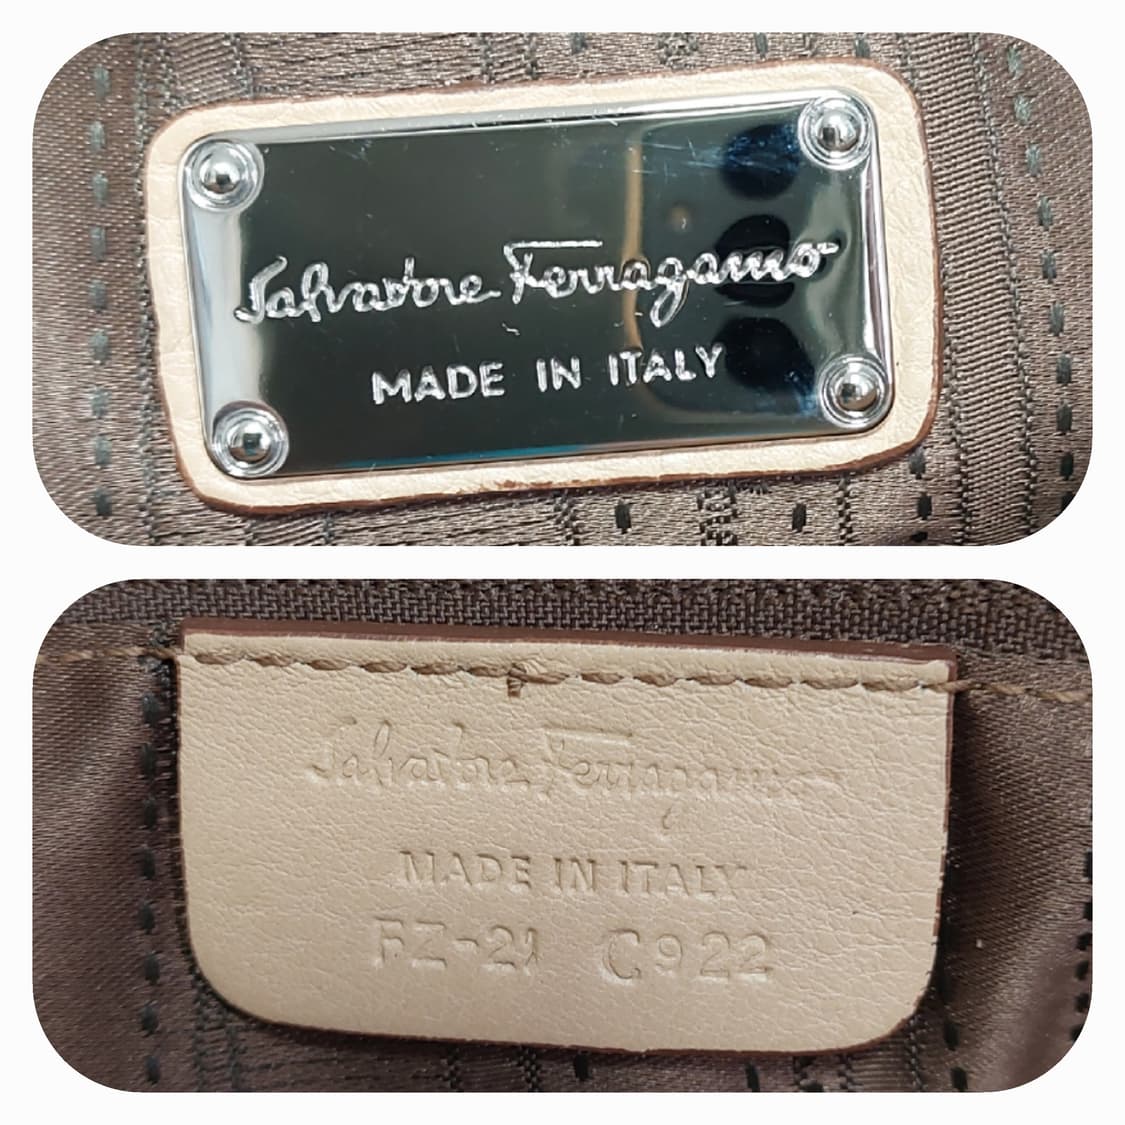 Salvatore Ferragamo
MADE IN ITALY
Salvatore Ferragamo
MADE IN ITALY
FZ-21 C922